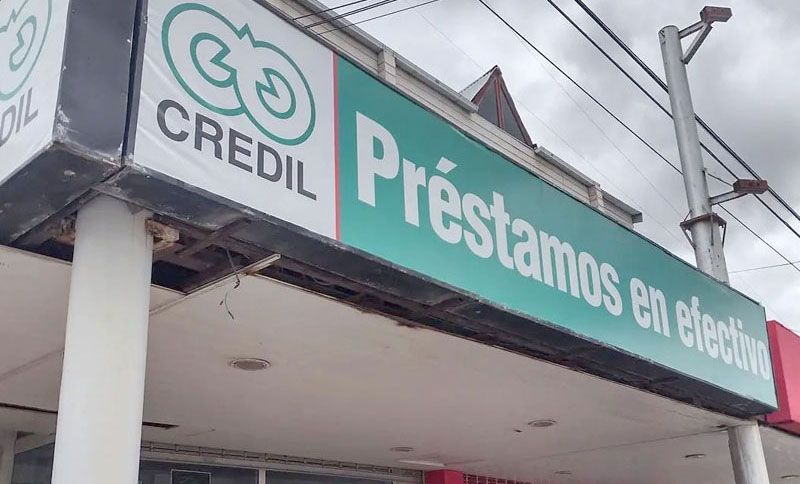 DIL
CREDIL
Préstamos en efectivo